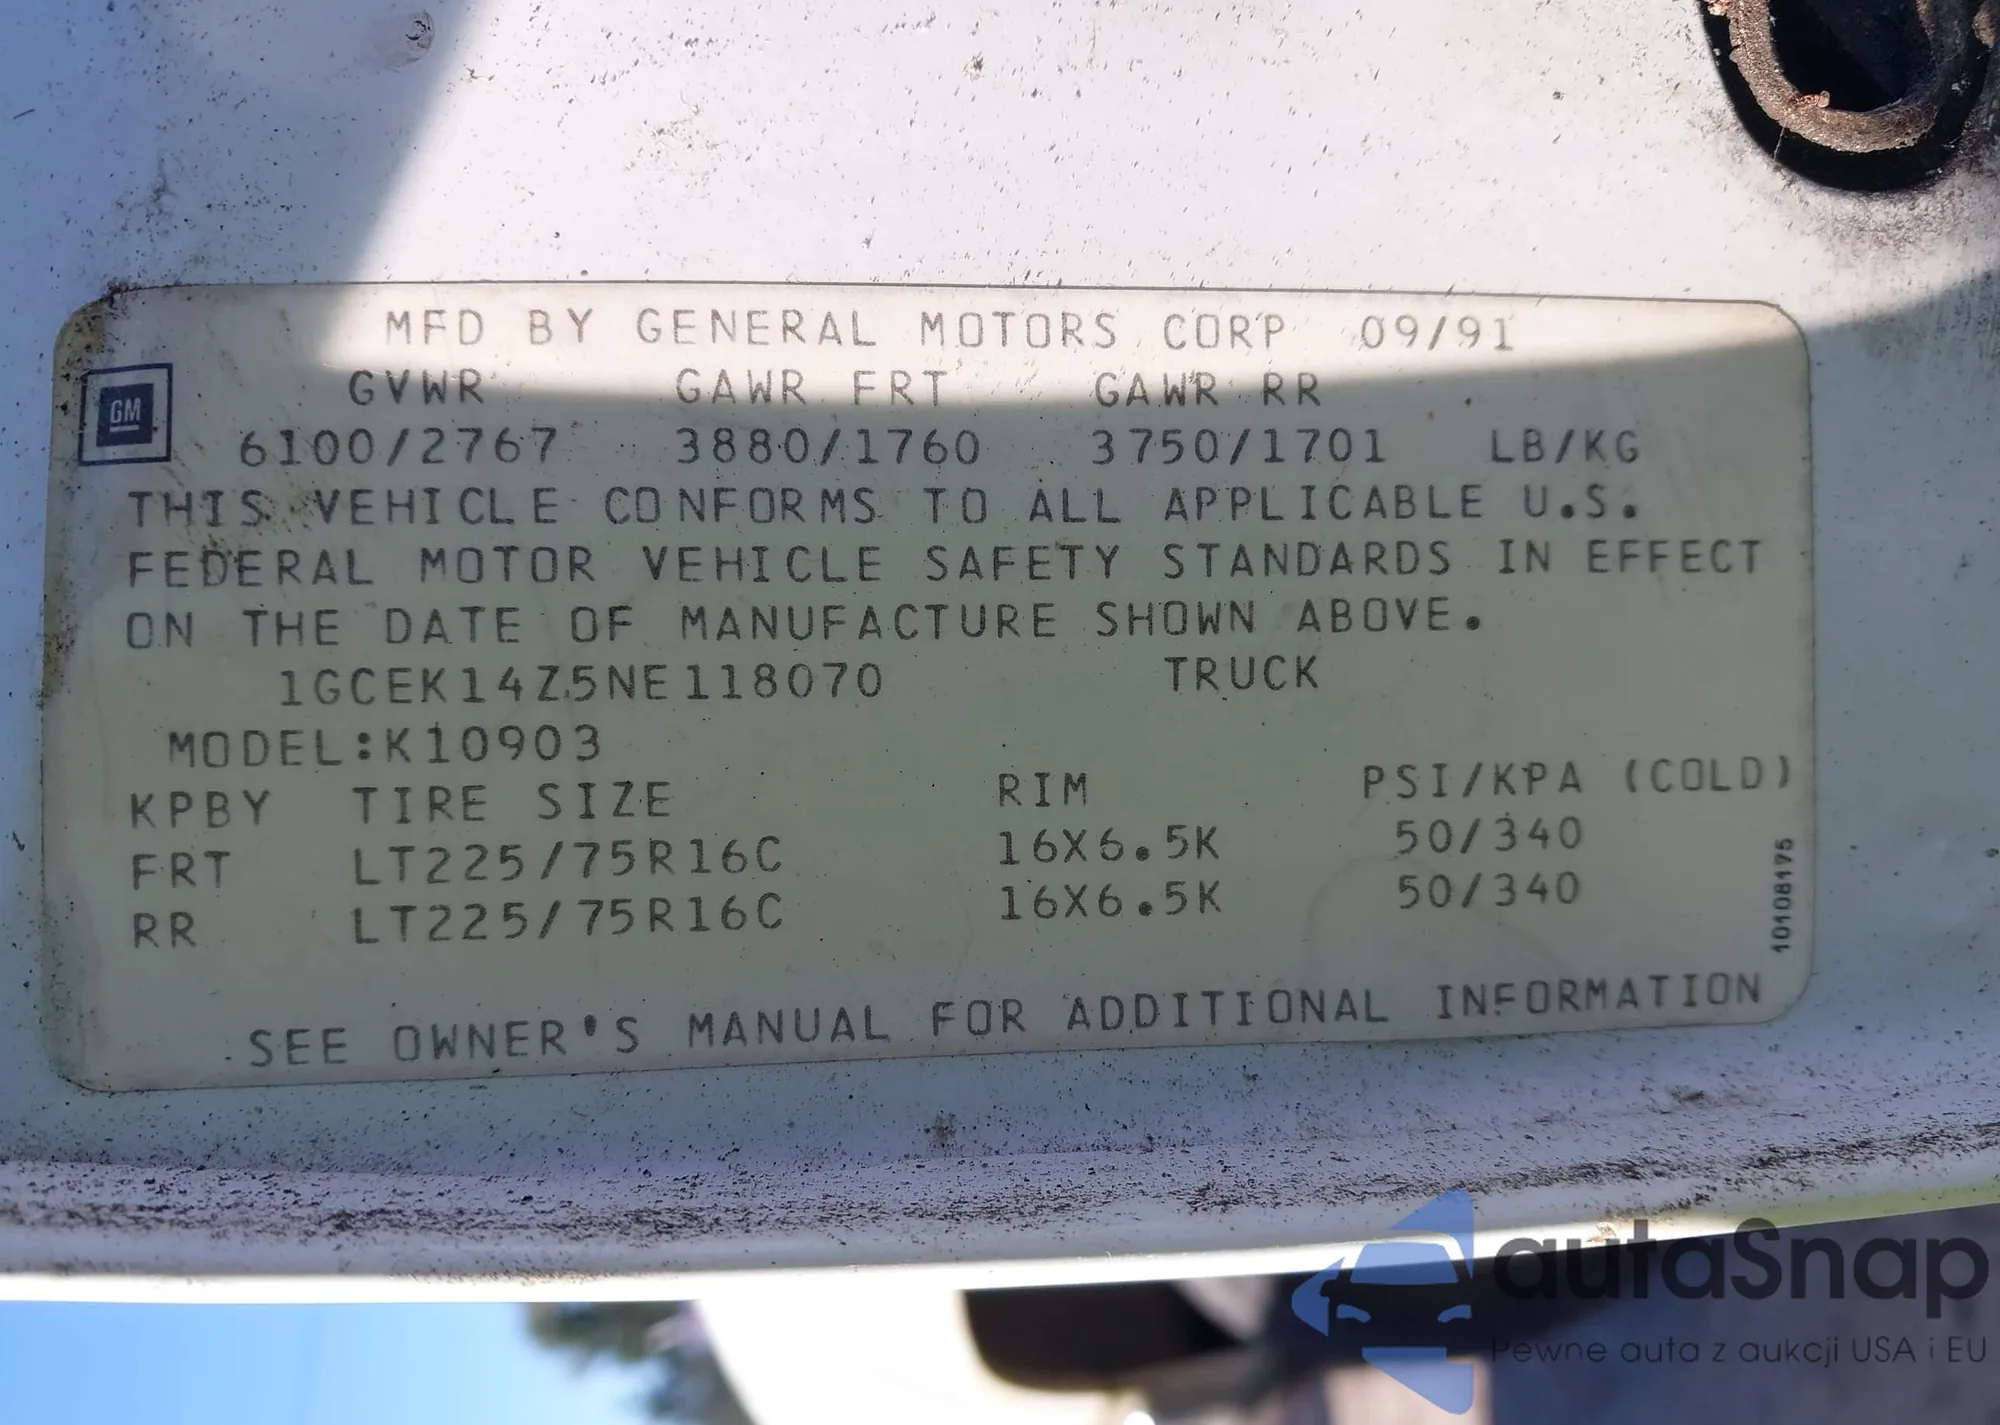 MFD BY GENERAL MOTORS CORP 09/91
GM
GVWR GAWR FRT GAWR RR
6100/2767 3880/1760 3750/1701 LB/KG
THIS VEHICLE CONFORMS TO ALL APPLICABLE U.S.
FEDERAL MOTOR VEHICLE SAFETY STANDARDS IN EFFECT
ON THE DATE OF MANUFACTURE SHOWN ABOVE.
1GCEK14Z5NE118070 TRUCK
MODEL:K10903
KPBY TIRE SIZE RIM PSI/KPA (COLD)
FRT LT225/75R16C 16X6.5K 50/340
RR LT225/75R16C 16X6.5K 50/340
10108175
SEE OWNER'S MANUAL FOR ADDITIONAL INFORMATION
autaSnap
Pewne auta z aukcji USA i EU